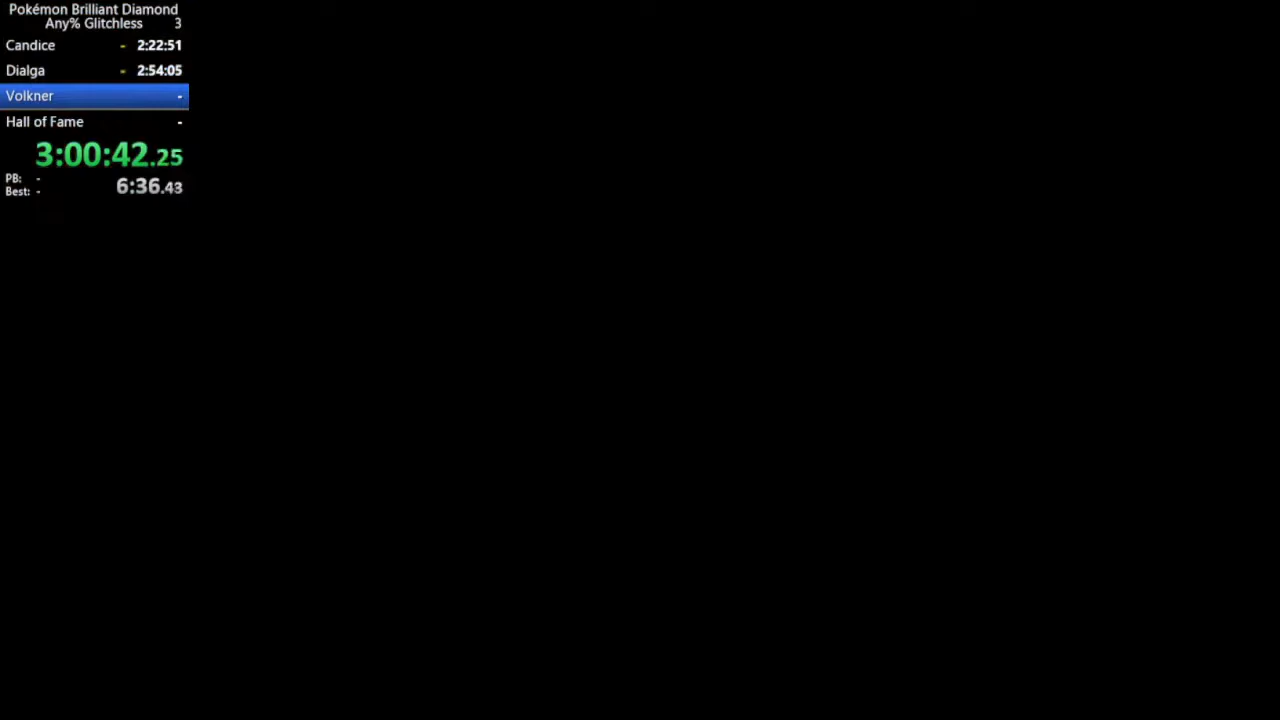 Pokémon Brilliant Diamond
Any% Glitchless 3
Candice - 2:22:51
Dialga - 2:54:05
Volkner -
Hall of Fame -
3:00:42.25
PB: -
Best: -
6:36.43